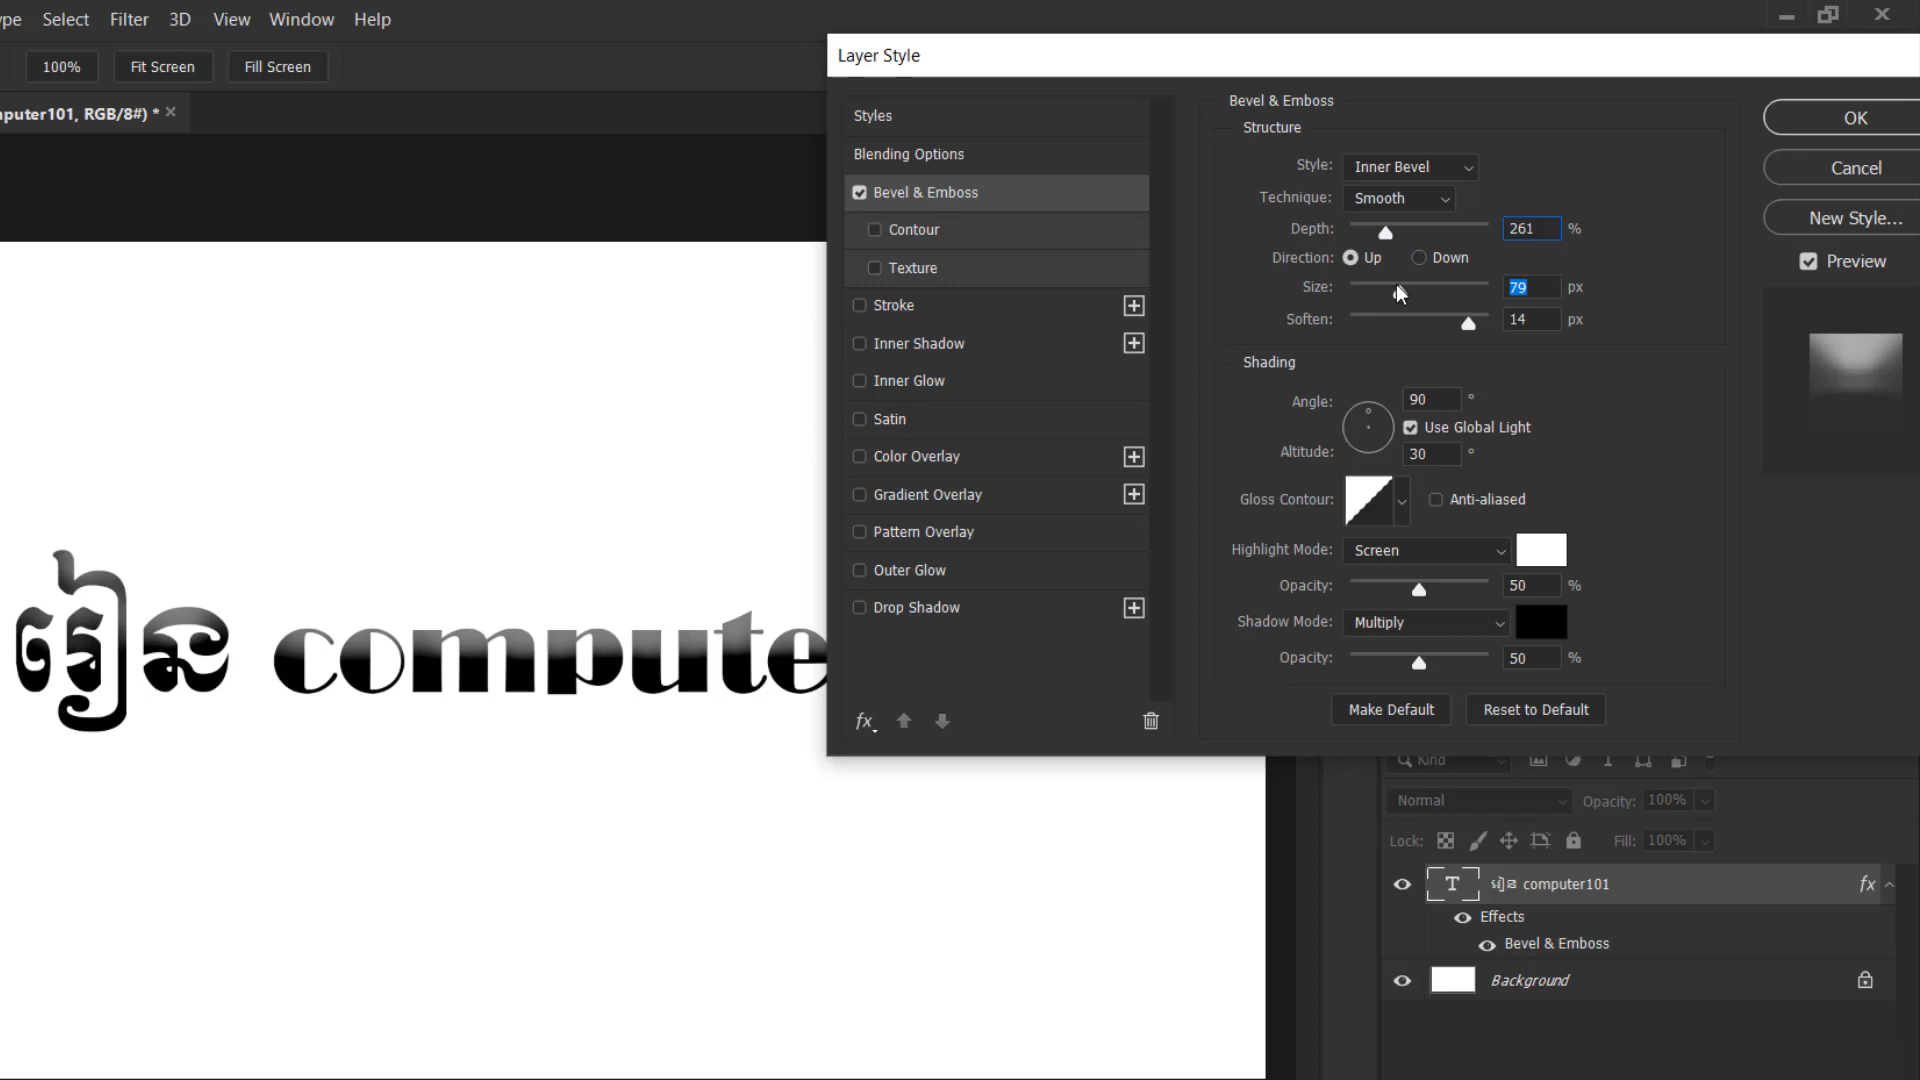 ype Select Filter 3D View Window Help
100% Fit Screen Fill Screen
mputer101, RGB/8#) *
Layer Style
Styles
Blending Options
Bevel & Emboss
Contour
Texture
Stroke
Inner Shadow
Inner Glow
Satin
Color Overlay
Gradient Overlay
Pattern Overlay
Outer Glow
Drop Shadow
fx
Bevel & Emboss
Structure
Style: Inner Bevel
Technique: Smooth
Depth: 261 %
Direction: Up Down
Size: 79 px
Soften: 14 px
Shading
Angle: 90 °
Use Global Light
Altitude: 30 °
Gloss Contour: Anti-aliased
Highlight Mode: Screen
Opacity: 50 %
Shadow Mode: Multiply
Opacity: 50 %
Make Default Reset to Default
OK
Cancel
New Style...
Preview
compute
Kind
Normal Opacity: 100%
Lock: Fill: 100%
T computer101 fx
Effects
Bevel & Emboss
Background